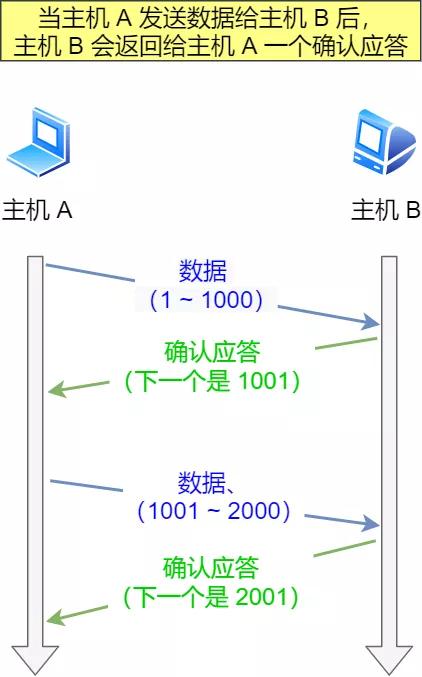 当主机 A 发送数据给主机 B 后，
主机 B 会返回给主机 A 一个确认应答
主机 A
主机 B
数据
（1 ~ 1000）
确认应答
（下一个是 1001）
数据、
（1001 ~ 2000）
确认应答
（下一个是 2001）